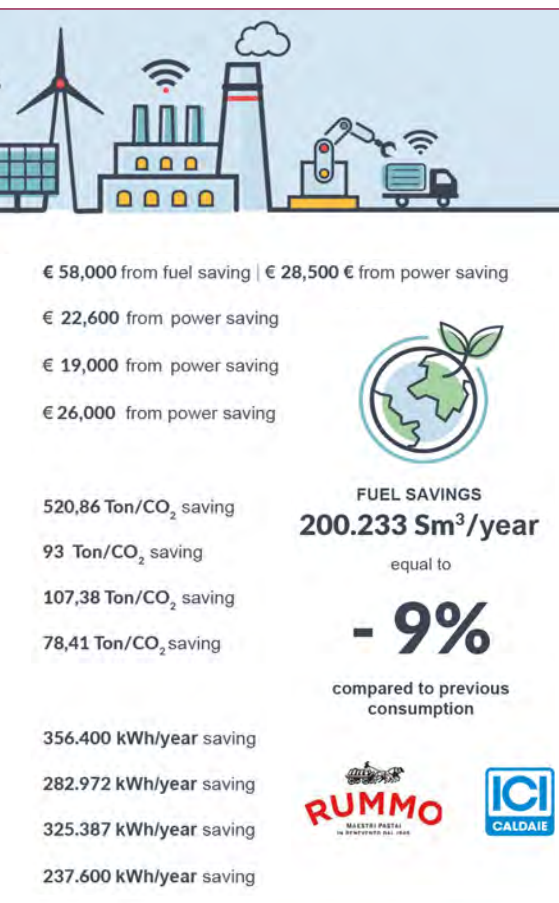 € 58,000 from fuel saving | € 28,500 € from power saving
€ 22,600 from power saving
€ 19,000 from power saving
€ 26,000 from power saving
520,86 Ton/CO₂ saving
93 Ton/CO₂ saving
107,38 Ton/CO₂ saving
78,41 Ton/CO₂ saving
356.400 kWh/year saving
282.972 kWh/year saving
325.387 kWh/year saving
237.600 kWh/year saving
FUEL SAVINGS
200.233 Sm³/year
equal to
- 9%
compared to previous
consumption
RUMMO
MAESTRI PASTAI
IN BENEVENTO DAL 1846
ICI
CALDAIE